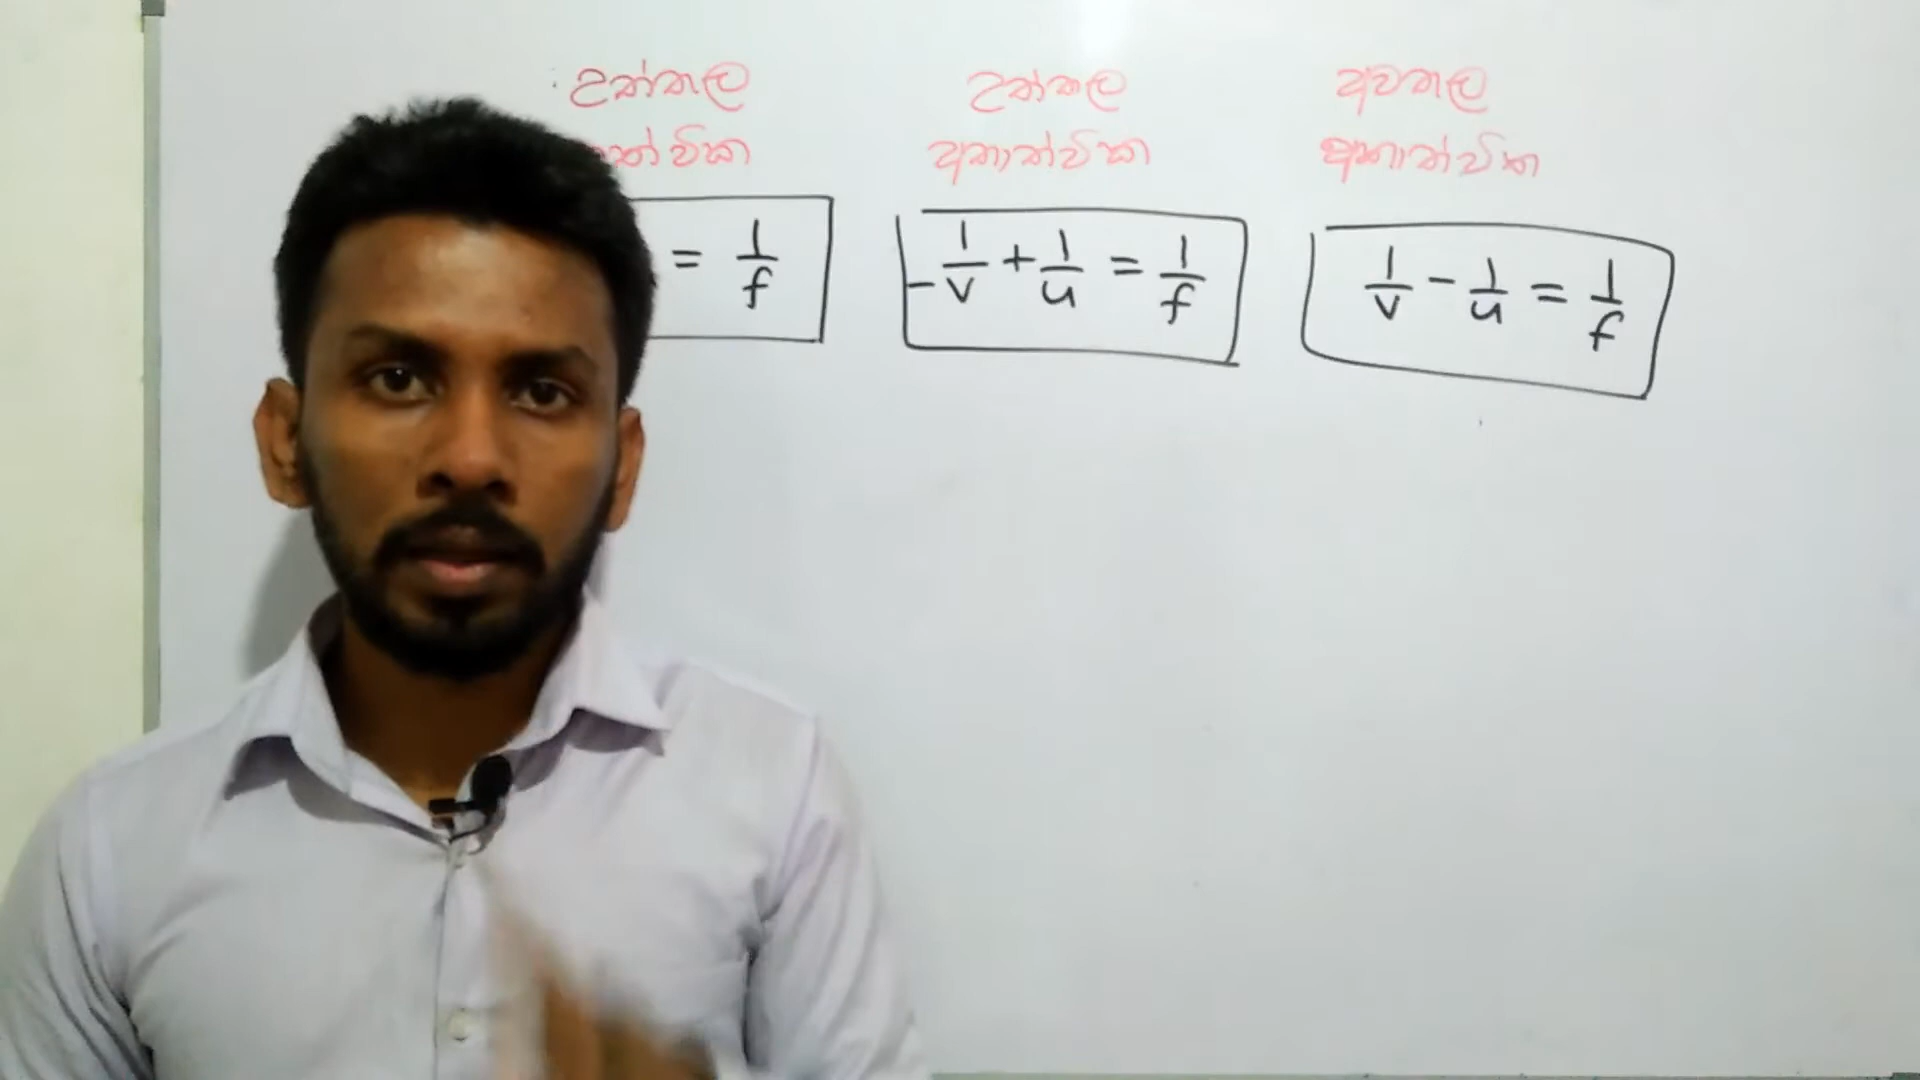 උත්තල
උත්තල
අවතල
අතාත්වික
අතාත්වික
= 1/f
-1/v + 1/u = 1/f
1/v - 1/u = 1/f